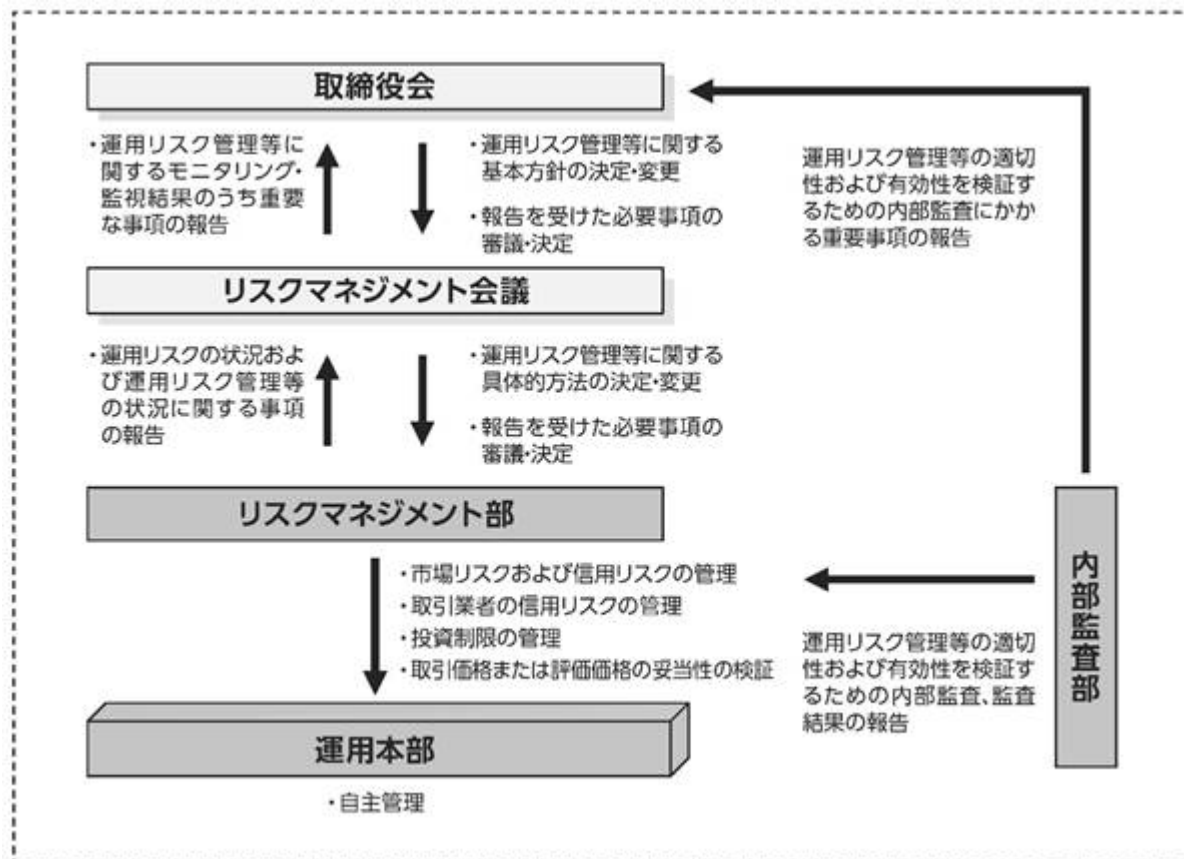 取締役会
・運用リスク管理等に
関するモニタリング・
監視結果のうち重要
な事項の報告
・運用リスク管理等に関する
基本方針の決定・変更
・報告を受けた必要事項の
審議・決定
運用リスク管理等の適切
性および有効性を検証す
るための内部監査にかか
る重要事項の報告
リスクマネジメント会議
・運用リスクの状況およ
び運用リスク管理等
の状況に関する事項
の報告
・運用リスク管理等に関する
具体的方法の決定・変更
・報告を受けた必要事項の
審議・決定
リスクマネジメント部
・市場リスクおよび信用リスクの管理
・取引業者の信用リスクの管理
・投資制限の管理
・取引価格または評価価格の妥当性の検証
運用リスク管理等の適切
性および有効性を検証す
るための内部監査、監査
結果の報告
内部監査部
運用本部
・自主管理